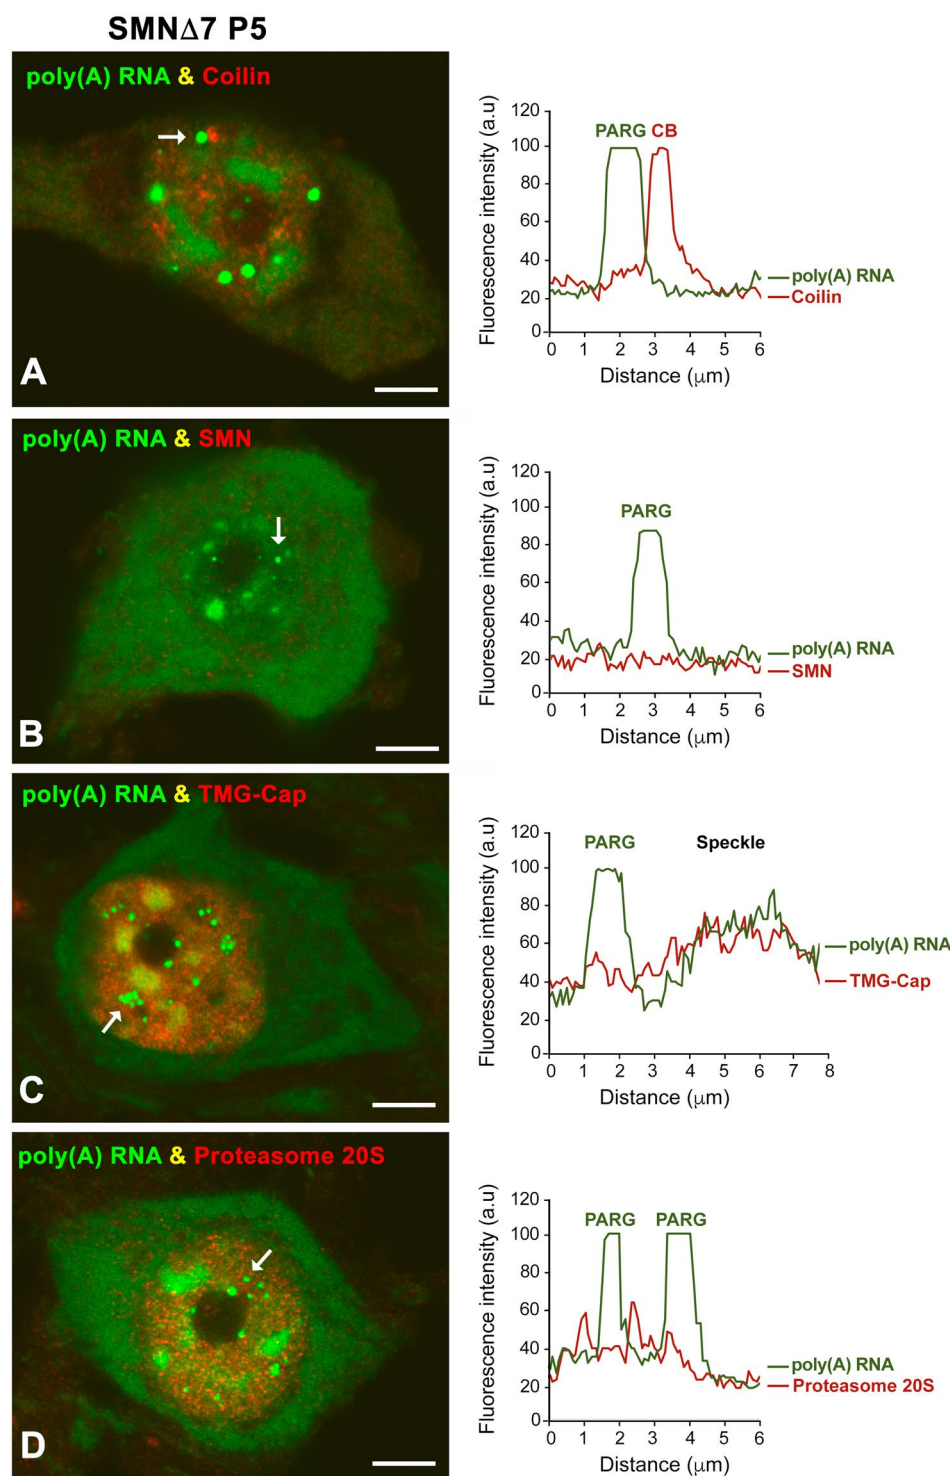 SMNΔ7 P5
poly(A) RNA & Coilin
A
Fluorescence intensity (a.u)
120
100
80
60
40
20
0
PARG CB
poly(A) RNA
Coilin
0 1 2 3 4 5 6
Distance (μm)
poly(A) RNA & SMN
B
Fluorescence intensity (a.u)
120
100
80
60
40
20
0
PARG
poly(A) RNA
SMN
0 1 2 3 4 5 6
Distance (μm)
poly(A) RNA & TMG-Cap
C
Fluorescence intensity (a.u)
120
100
80
60
40
20
0
PARG Speckle
poly(A) RNA
TMG-Cap
0 1 2 3 4 5 6 7 8
Distance (μm)
poly(A) RNA & Proteasome 20S
D
Fluorescence intensity (a.u)
120
100
80
60
40
20
0
PARG PARG
poly(A) RNA
Proteasome 20S
0 1 2 3 4 5 6
Distance (μm)